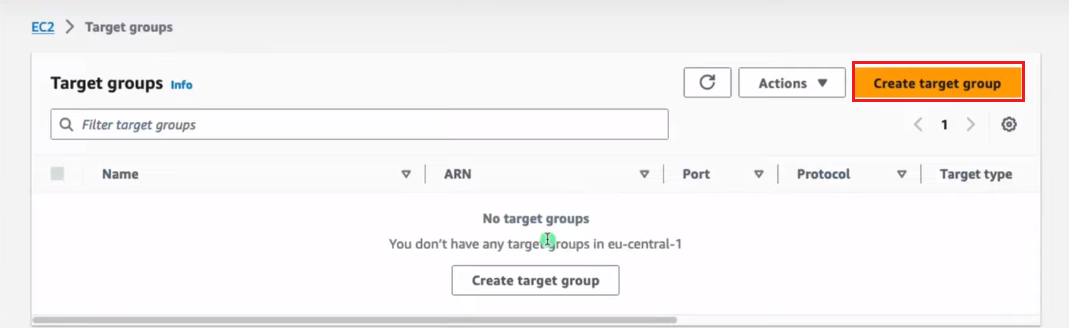 EC2 > Target groups
Target groups Info
Actions ▼
Create target group
Filter target groups
< 1 >
Name ARN Port Protocol Target type
No target groups
You don't have any target groups in eu-central-1
Create target group